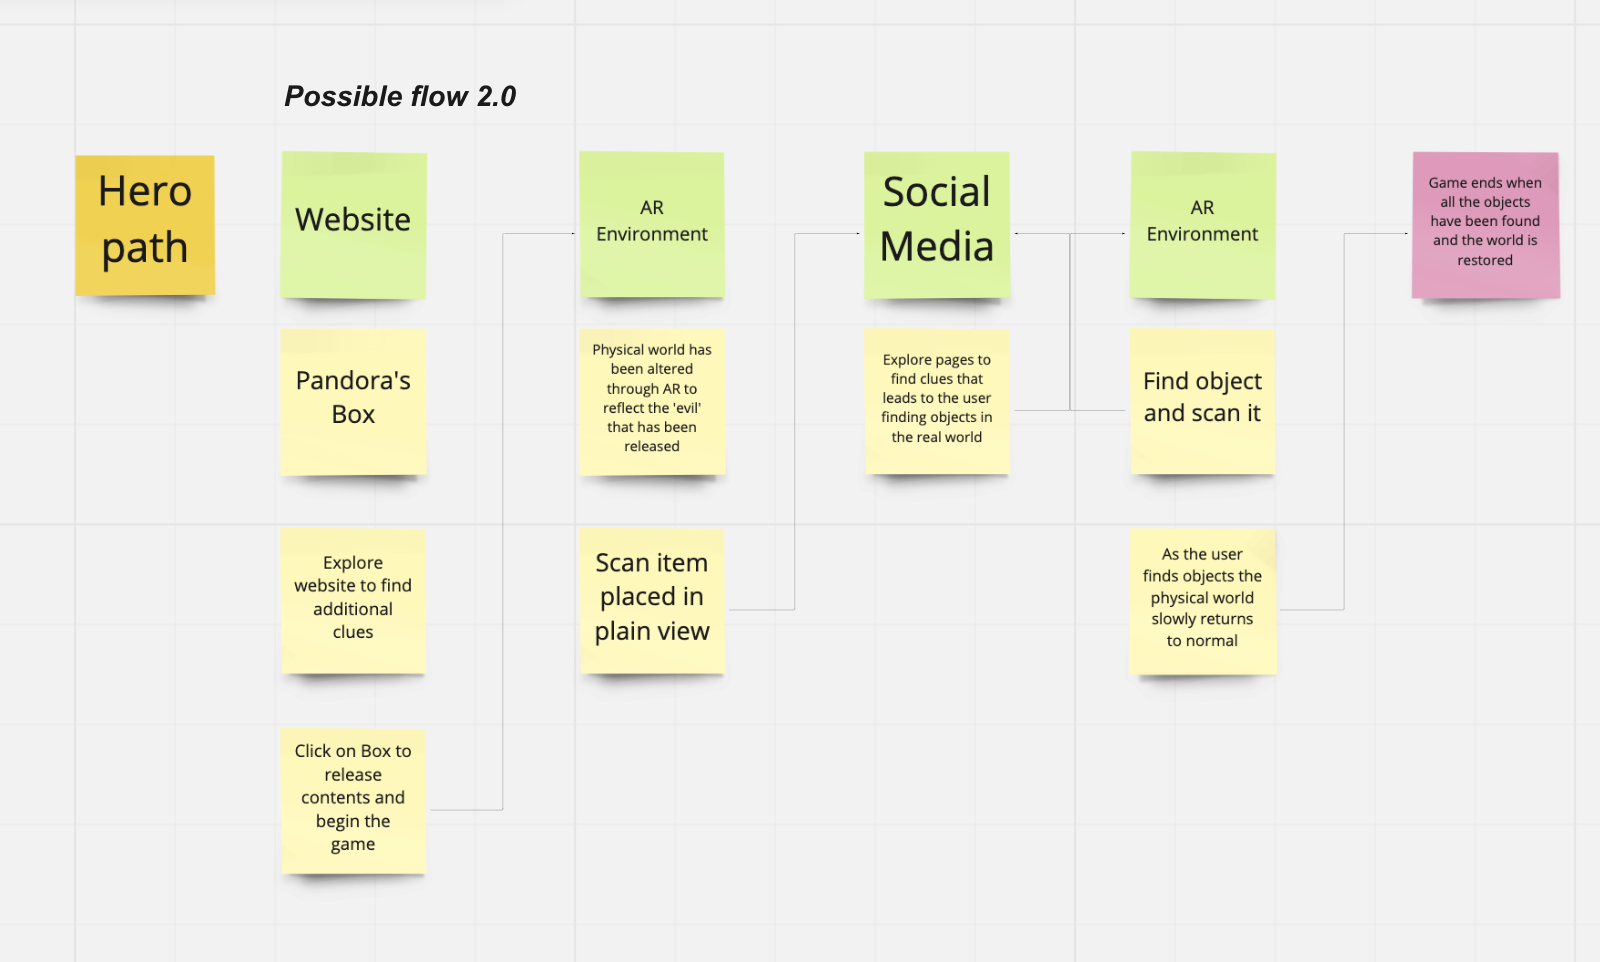 Possible flow 2.0
Hero
path
Website
AR
Environment
Social
Media
AR
Environment
Game ends when
all the objects
have been found
and the world is
restored
Pandora's
Box
Physical world has
been altered
through AR to
reflect the 'evil'
that has been
released
Explore pages to
find clues that
leads to the user
finding objects in
the real world
Find object
and scan it
Explore
website to find
additional
clues
Scan item
placed in
plain view
As the user
finds objects the
physical world
slowly returns
to normal
Click on Box to
release
contents and
begin the
game